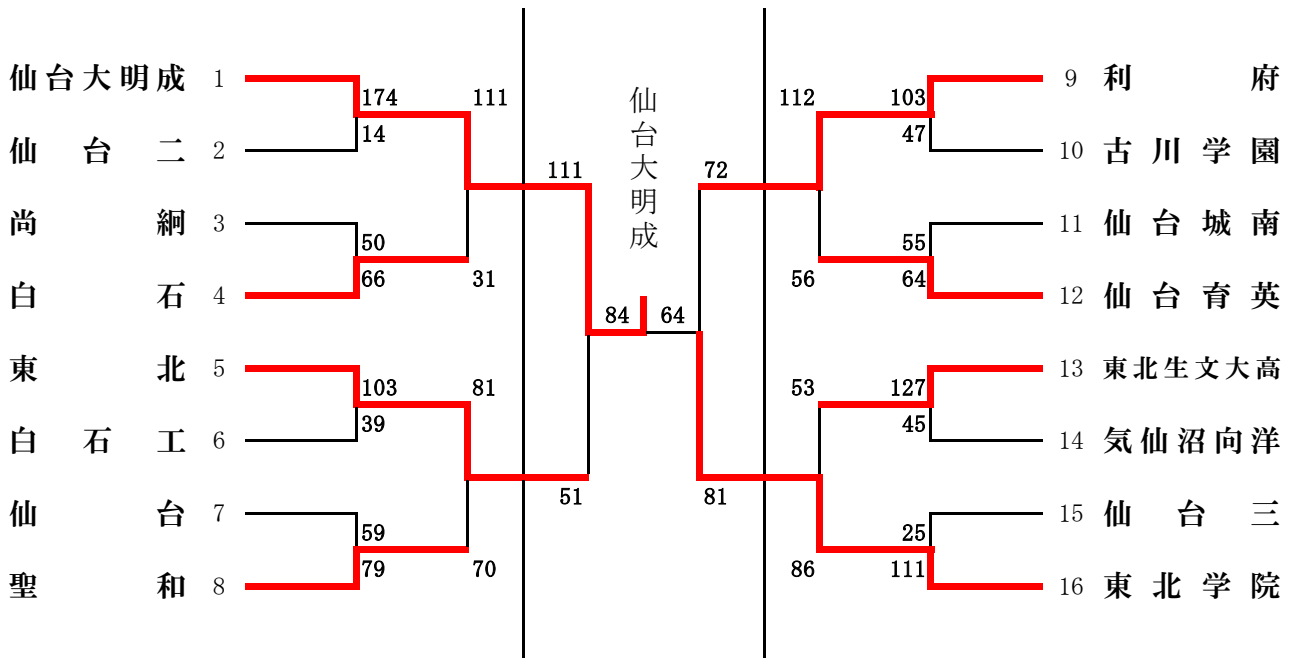 仙台大明成 1
仙台二 2
尚絅 3
白石 4
東北 5
白石工 6
仙台 7
聖和 8
174
14
50
66
103
39
59
79
111
31
81
70
111
51
仙台大明成
84 64
72
81
112
56
53
86
103
47
55
64
127
45
25
111
9 利府
10 古川学園
11 仙台城南
12 仙台育英
13 東北生文大高
14 気仙沼向洋
15 仙台三
16 東北学院